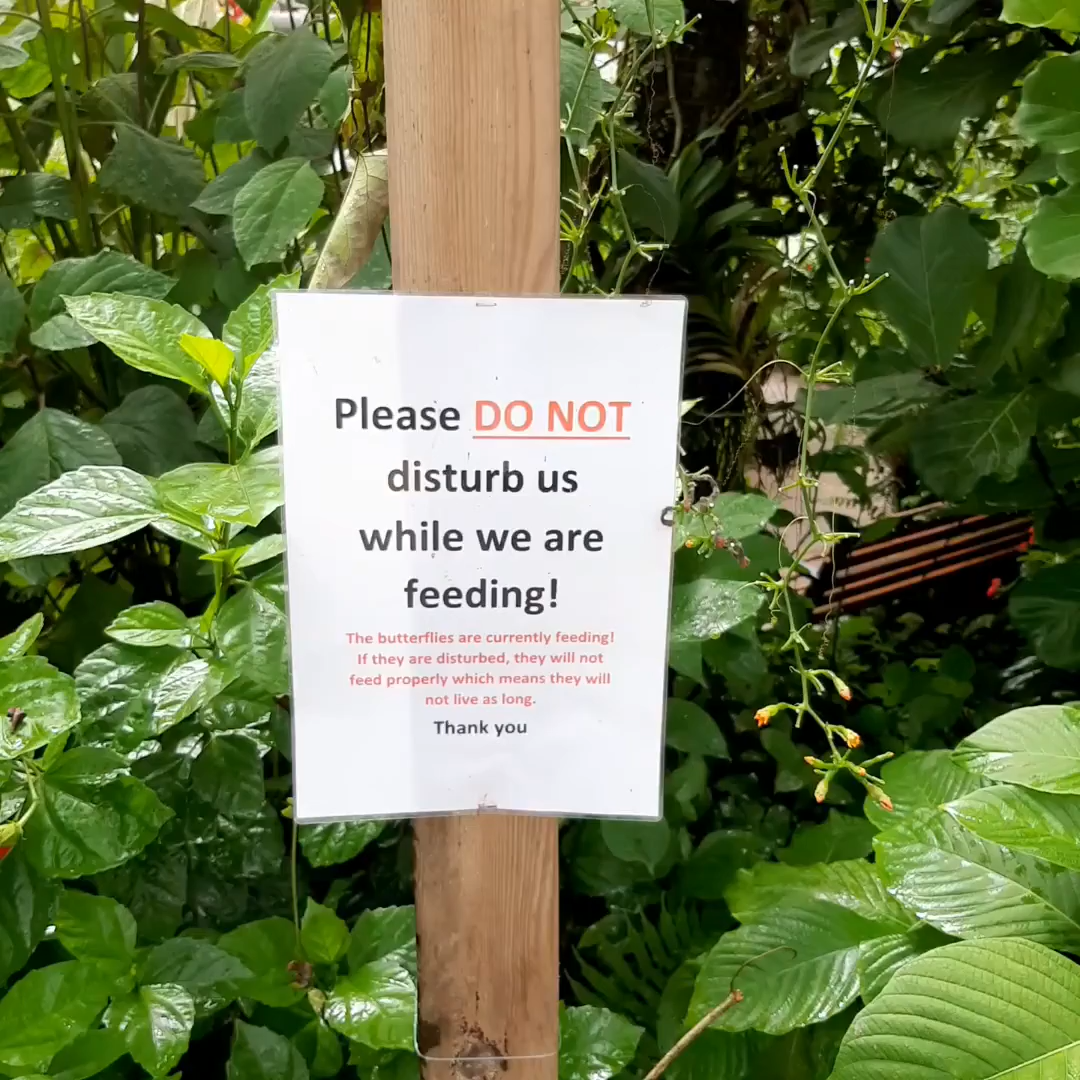 Please DO NOT
disturb us
while we are
feeding!
The butterflies are currently feeding!
If they are disturbed, they will not
feed properly which means they will
not live as long.
Thank you